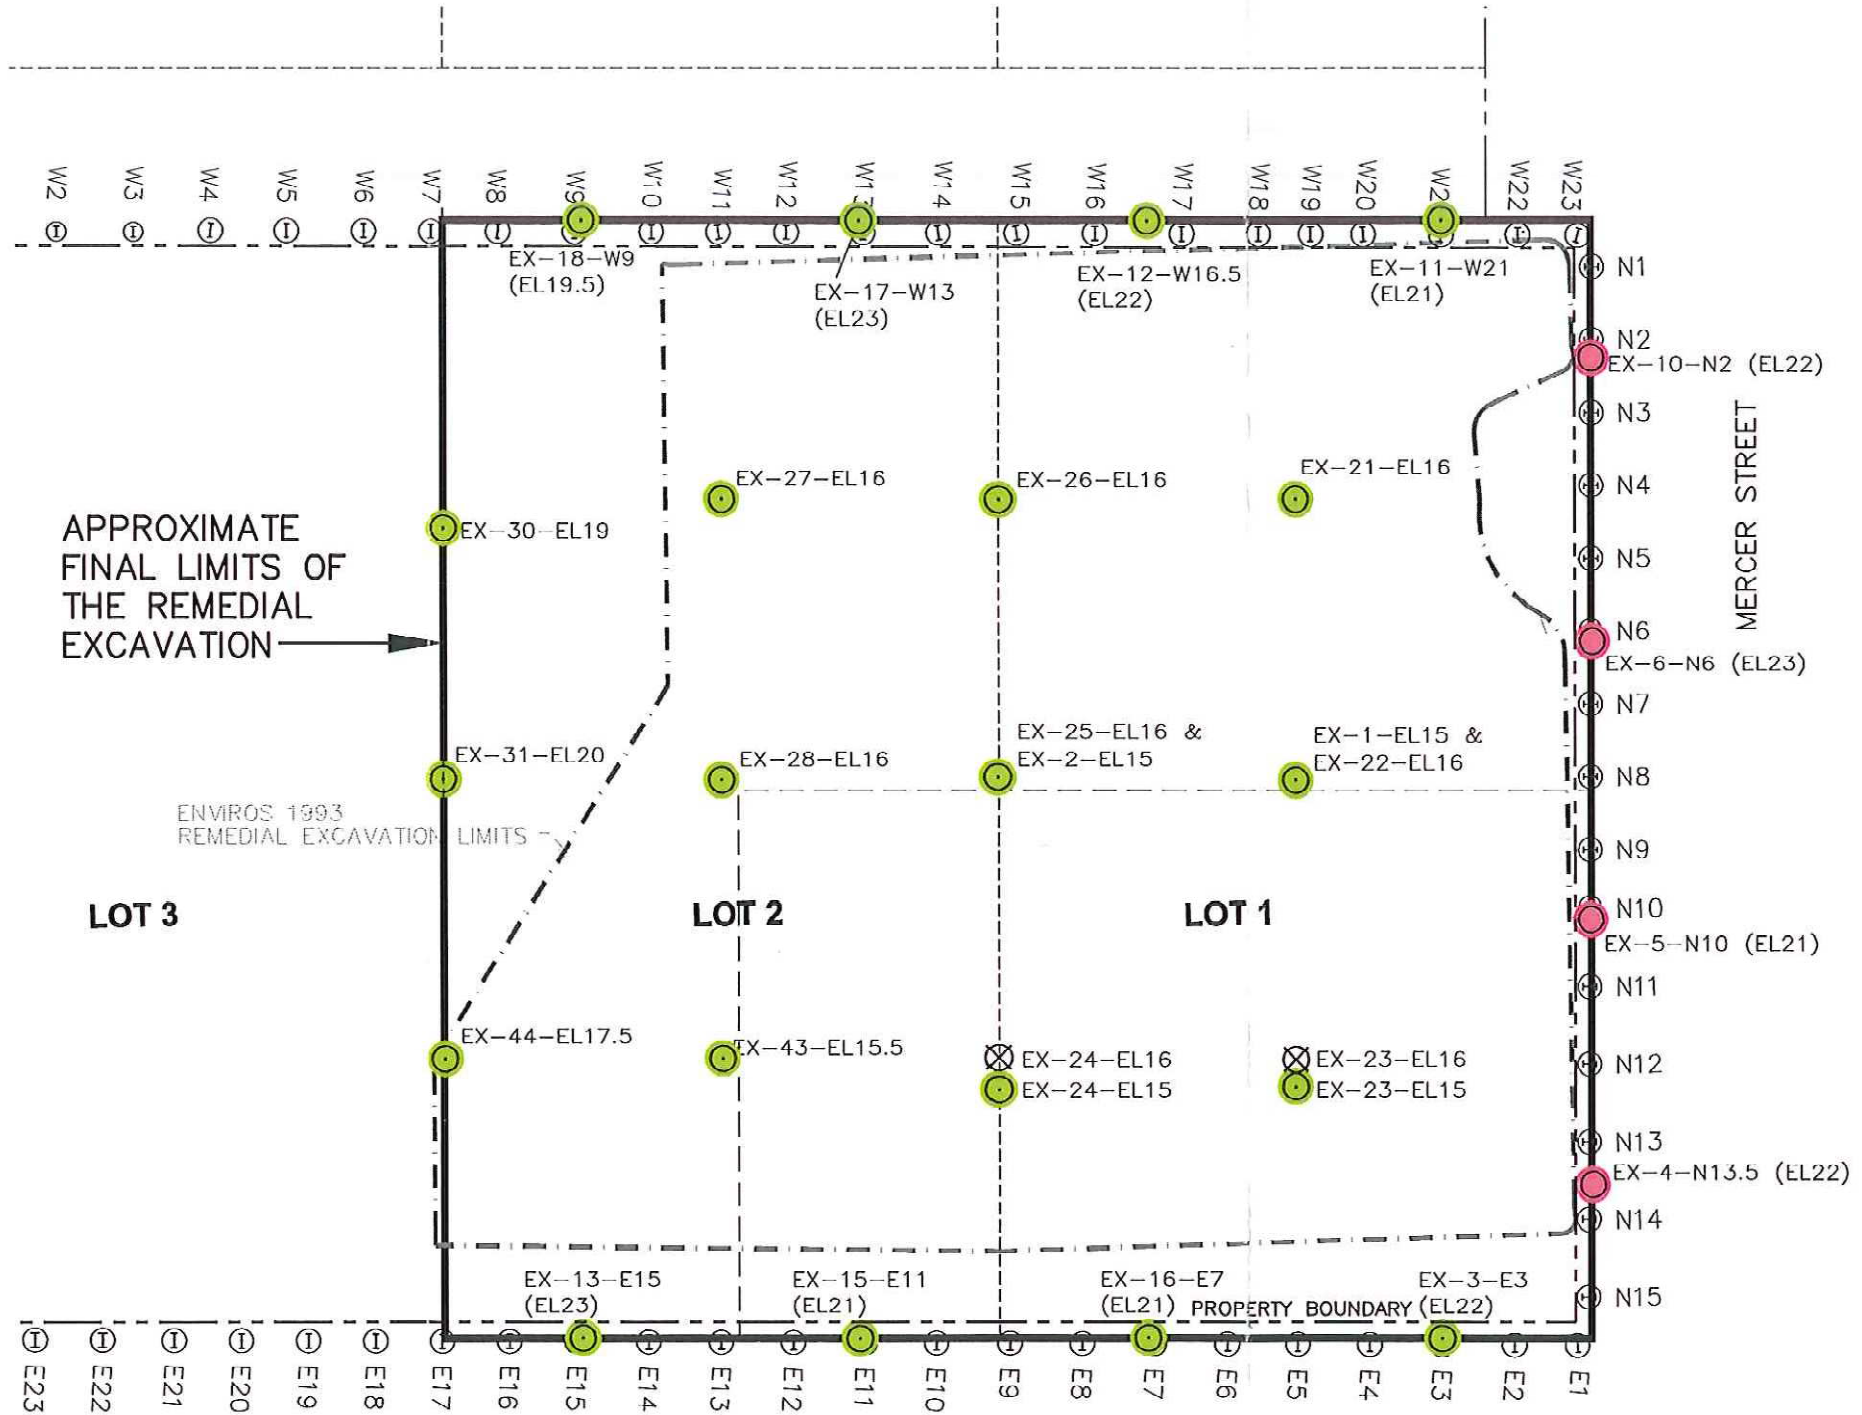 W2
W3
W4
W5
W6
W7
W8
W9
W10
W11
W12
W13
W14
W15
W16
W17
W18
W19
W20
W22
W23
EX-18-W9
(EL19.5)
EX-17-W13
(EL23)
EX-12-W16.5
(EL22)
EX-11-W21
(EL21)
N1
N2
EX-10-N2 (EL22)
N3
N4
N5
N6
EX-6-N6 (EL23)
N7
N8
N9
N10
EX-5-N10 (EL21)
N11
N12
N13
EX-4-N13.5 (EL22)
N14
N15
MERCER STREET
EX-27-EL16
EX-26-EL16
EX-21-EL16
EX-30-EL19
APPROXIMATE
FINAL LIMITS OF
THE REMEDIAL
EXCAVATION
EX-31-EL20
EX-28-EL16
EX-25-EL16 &
EX-2-EL15
EX-1-EL15 &
EX-22-EL16
ENVIROS 1993
REMEDIAL EXCAVATION LIMITS
LOT 3
LOT 2
LOT 1
EX-44-EL17.5
EX-43-EL15.5
EX-24-EL16
EX-24-EL15
EX-23-EL16
EX-23-EL15
EX-13-E15
(EL23)
EX-15-E11
(EL21)
EX-16-E7
(EL21)
PROPERTY BOUNDARY
EX-3-E3
(EL22)
E23
E22
E21
E20
E19
E18
E17
E16
E15
E14
E13
E12
E11
E10
E9
E8
E7
E6
E5
E4
E3
E2
E1